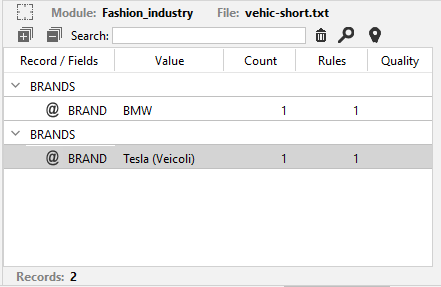 Module: Fashion_industry File: vehic-short.txt
Search:
Record / Fields Value Count Rules Quality
BRANDS
@ BRAND BMW 1 1
BRANDS
@ BRAND Tesla (Veicoli) 1 1
Records: 2